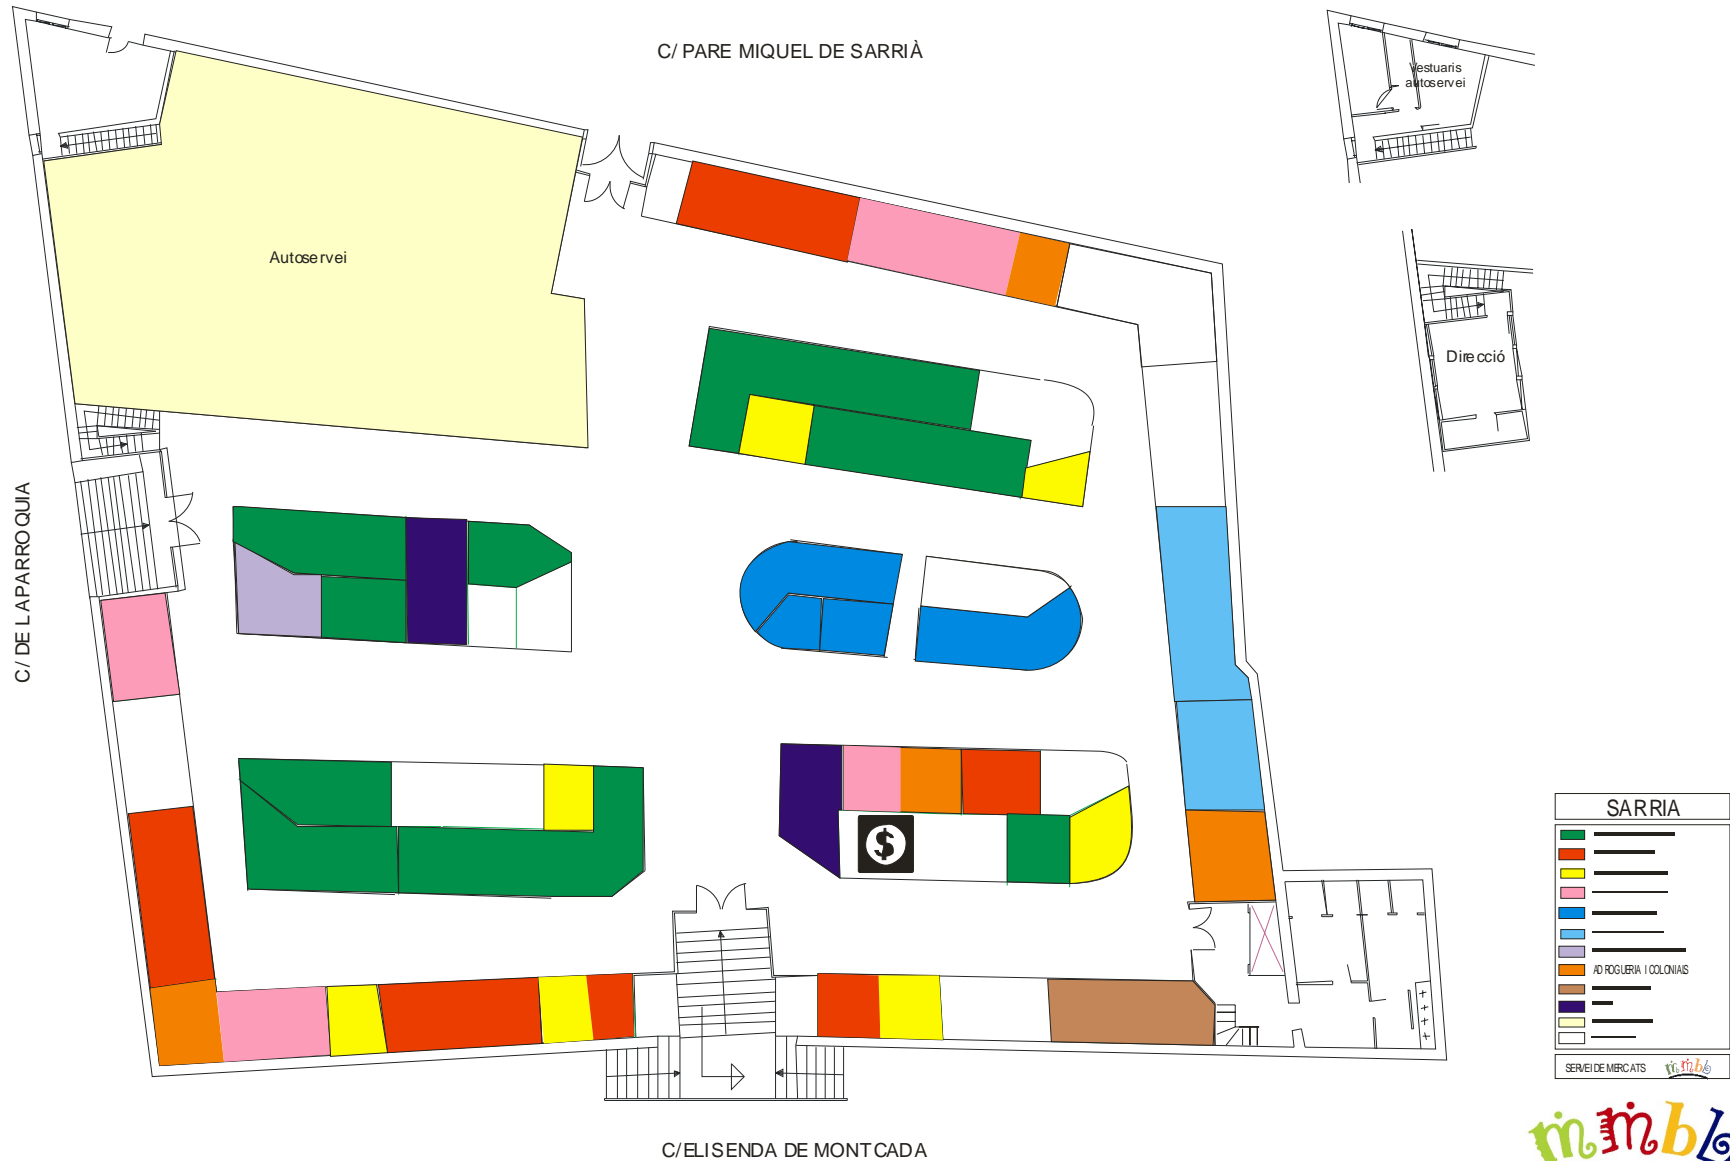 C/ PARE MIQUEL DE SARRIÀ
Vestuaris
autoservei
Autoservei
Direcció
C/ DE LA PARROQUIA
SARRIA
ADROGUERIA I COLONIALS
SERVEI DE MERCATS
$
C/ELISENDA DE MONTCADA